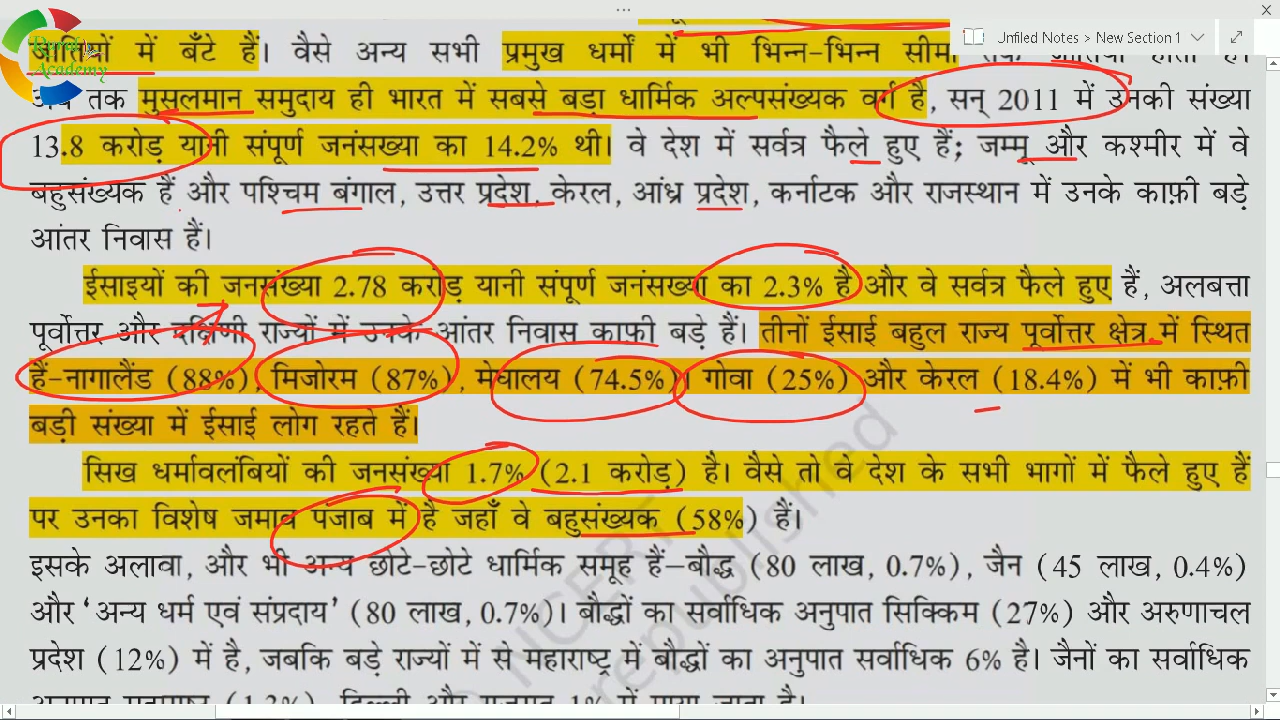 Rural
Academy
Unfiled Notes > New Section 1
में बँटे हैं। वैसे अन्य सभी प्रमुख धर्मों में भी भिन्न-भिन्न सीमा
तक मुसलमान समुदाय ही भारत में सबसे बड़ा धार्मिक अल्पसंख्यक वर्ग है, सन् 2011 में उनकी संख्या
13.8 करोड़ यानी संपूर्ण जनसंख्या का 14.2% थी। वे देश में सर्वत्र फैले हुए हैं; जम्मू और कश्मीर में वे
बहुसंख्यक हैं और पश्चिम बंगाल, उत्तर प्रदेश, केरल, आंध्र प्रदेश, कर्नाटक और राजस्थान में उनके काफ़ी बड़े
आंतर निवास हैं।
ईसाइयों की जनसंख्या 2.78 करोड़ यानी संपूर्ण जनसंख्या का 2.3% है और वे सर्वत्र फैले हुए हैं, अलबत्ता
पूर्वोत्तर और दक्षिणी राज्यों में उनके आंतर निवास काफ़ी बड़े हैं। तीनों ईसाई बहुल राज्य पूर्वोत्तर क्षेत्र में स्थित
हैं-नागालैंड (88%), मिजोरम (87%), मेघालय (74.5%)। गोवा (25%) और केरल (18.4%) में भी काफ़ी
बड़ी संख्या में ईसाई लोग रहते हैं।
सिख धर्मावलंबियों की जनसंख्या 1.7% (2.1 करोड़) है। वैसे तो वे देश के सभी भागों में फैले हुए हैं
पर उनका विशेष जमाव पंजाब में है जहाँ वे बहुसंख्यक (58%) हैं।
इसके अलावा, और भी अन्य छोटे-छोटे धार्मिक समूह हैं-बौद्ध (80 लाख, 0.7%), जैन (45 लाख, 0.4%)
और 'अन्य धर्म एवं संप्रदाय' (80 लाख, 0.7%)। बौद्धों का सर्वाधिक अनुपात सिक्किम (27%) और अरुणाचल
प्रदेश (12%) में है, जबकि बड़े राज्यों में से महाराष्ट्र में बौद्धों का अनुपात सर्वाधिक 6% है। जैनों का सर्वाधिक
NCERT
republished